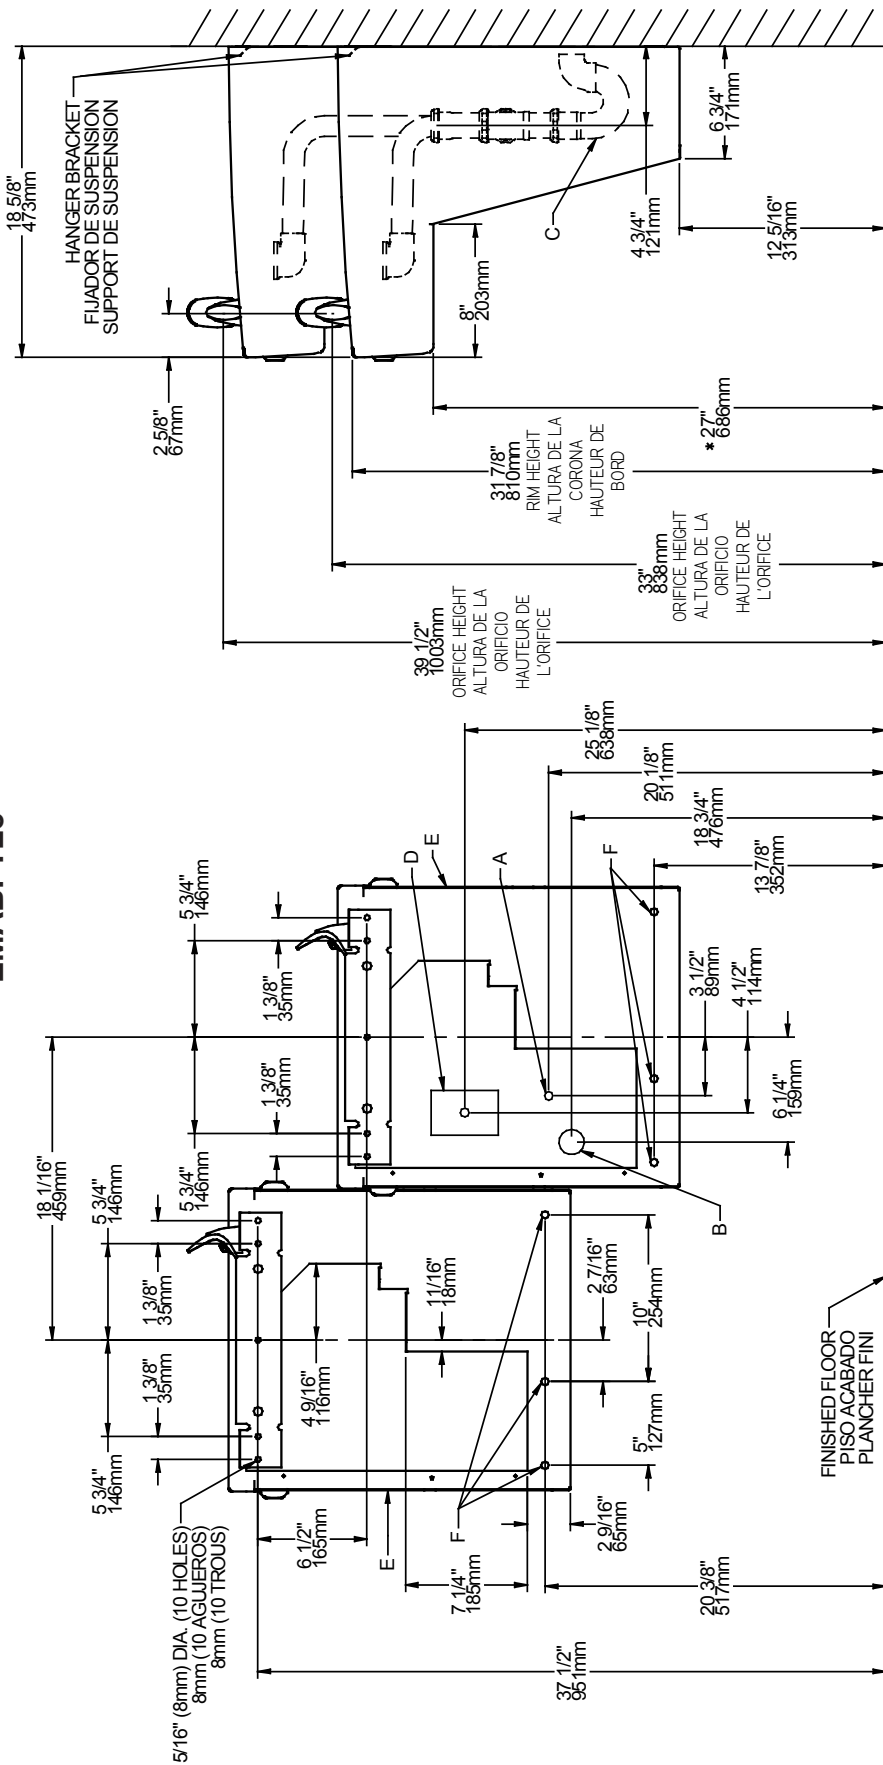 18 5/8"
473mm
HANGER BRACKET
FIJADOR DE SUSPENSION
SUPPORT DE SUSPENSION
2 5/8"
67mm
8"
203mm
C
4 3/4"
121mm
6 3/4"
171mm
12 5/16"
313mm
* 27"
686mm
31 7/8"
810mm
RIM HEIGHT
ALTURA DE LA
CORONA
HAUTEUR DE
BORD
33"
838mm
ORIFICE HEIGHT
ALTURA DE LA
ORIFICIO
HAUTEUR DE
L'ORIFICE
39 1/2"
1003mm
ORIFICE HEIGHT
ALTURA DE LA
ORIFICIO
HAUTEUR DE
L'ORIFICE
25 1/8"
638mm
20 1/8"
511mm
18 3/4"
476mm
13 7/8"
352mm
5 3/4"
146mm
1 3/8"
35mm
D
E
A
F
3 1/2"
89mm
4 1/2"
114mm
6 1/4"
159mm
B
1 3/8"
35mm
5 3/4"
146mm
18 1/16"
459mm
5 3/4"
146mm
1 3/8"
35mm
1 3/8"
35mm
5 3/4"
146mm
5/16" (8mm) DIA. (10 HOLES)
8mm (10 AGUJEROS)
8mm (10 TROUS)
4 9/16"
116mm
11/16"
18mm
2 7/16"
63mm
10"
254mm
5"
127mm
6 1/2"
165mm
E
F
7 1/4"
185mm
2 9/16"
65mm
20 3/8"
517mm
37 1/2"
951mm
FINISHED FLOOR
PISO ACABADO
PLANCHER FINI